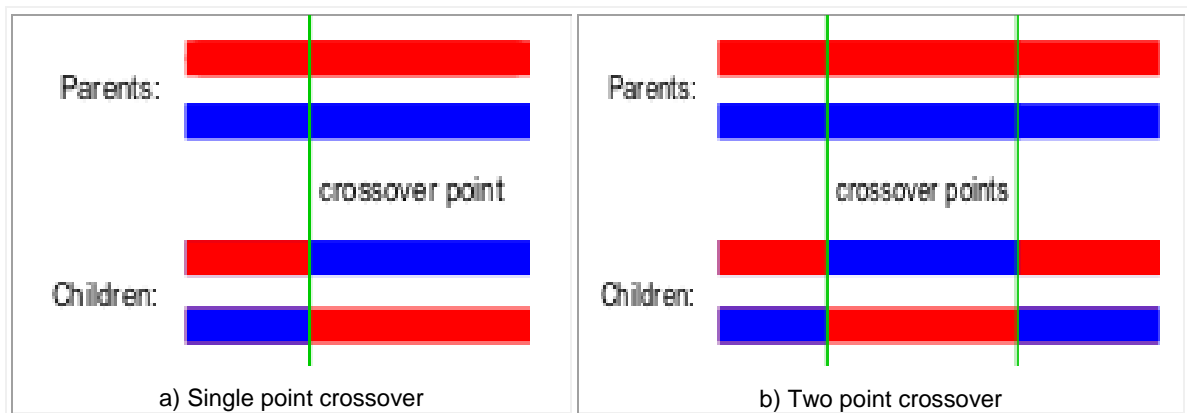 Parents:
crossover point
Children:
a) Single point crossover
Parents:
crossover points
Children:
b) Two point crossover